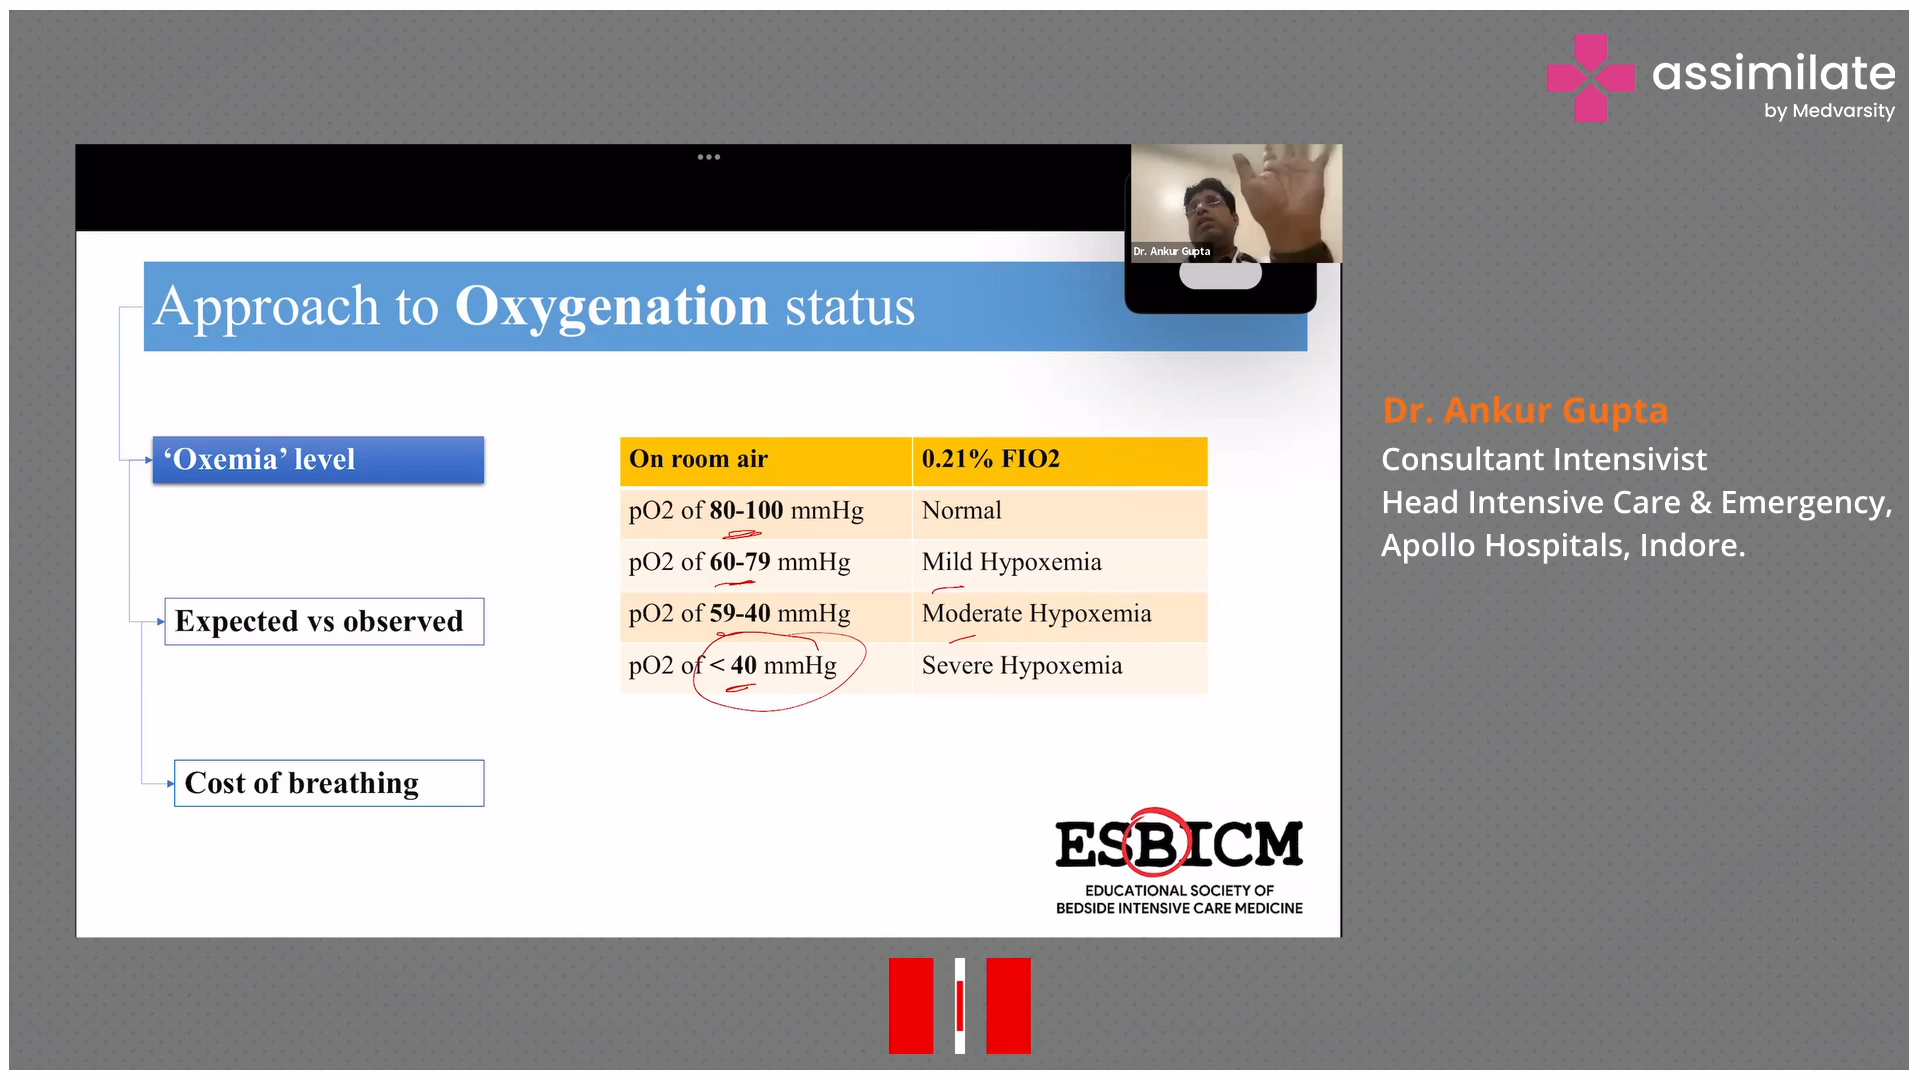 assimilate
by Medvarsity
Dr. Ankur Gupta
Approach to Oxygenation status
‘Oxemia’ level
Expected vs observed
Cost of breathing
On room air 0.21% FIO2
pO2 of 80-100 mmHg Normal
pO2 of 60-79 mmHg Mild Hypoxemia
pO2 of 59-40 mmHg Moderate Hypoxemia
pO2 of < 40 mmHg Severe Hypoxemia
ESBICM
EDUCATIONAL SOCIETY OF
BEDSIDE INTENSIVE CARE MEDICINE
Dr. Ankur Gupta
Consultant Intensivist
Head Intensive Care & Emergency,
Apollo Hospitals, Indore.